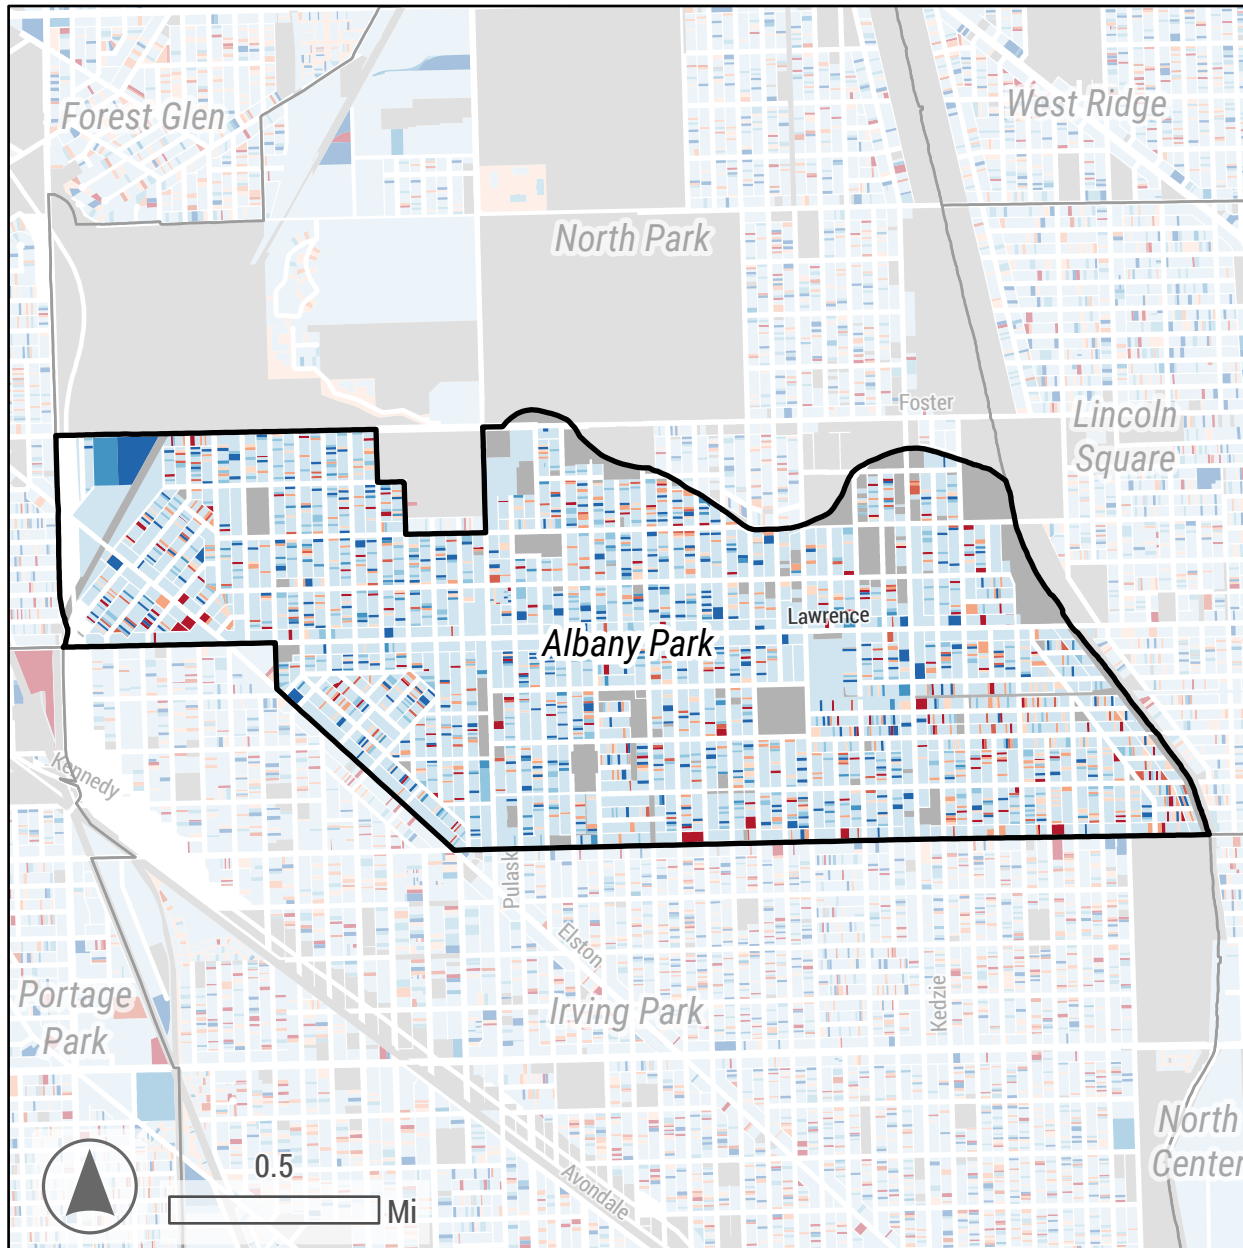 Forest Glen
West Ridge
North Park
Foster
Lincoln
Square
Lawrence
Albany Park
Kennedy
Pulask
Elston
Kedzie
Portage
Park
Irving Park
North
Center
Avondale
0.5
Mi